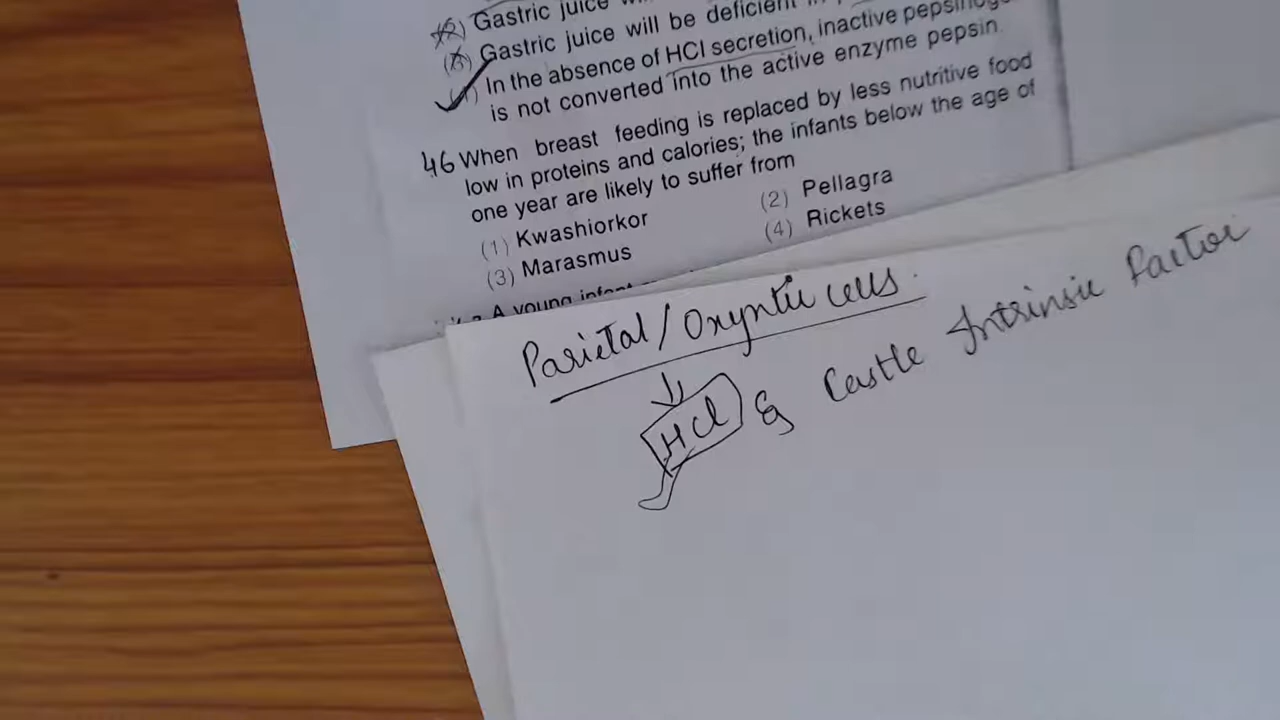 Gastric juice
Gastric juice will be deficient in
In the absence of HCl secretion, inactive pepsinog
is not converted into the active enzyme pepsin.
46 When breast feeding is replaced by less nutritive food
low in proteins and calories; the infants below the age of
one year are likely to suffer from
(1) Kwashiorkor (2) Pellagra
(3) Marasmus (4) Rickets
A young infant
Parietal / Oxyntic cells.
HCl & Castle Intrinsic Factor